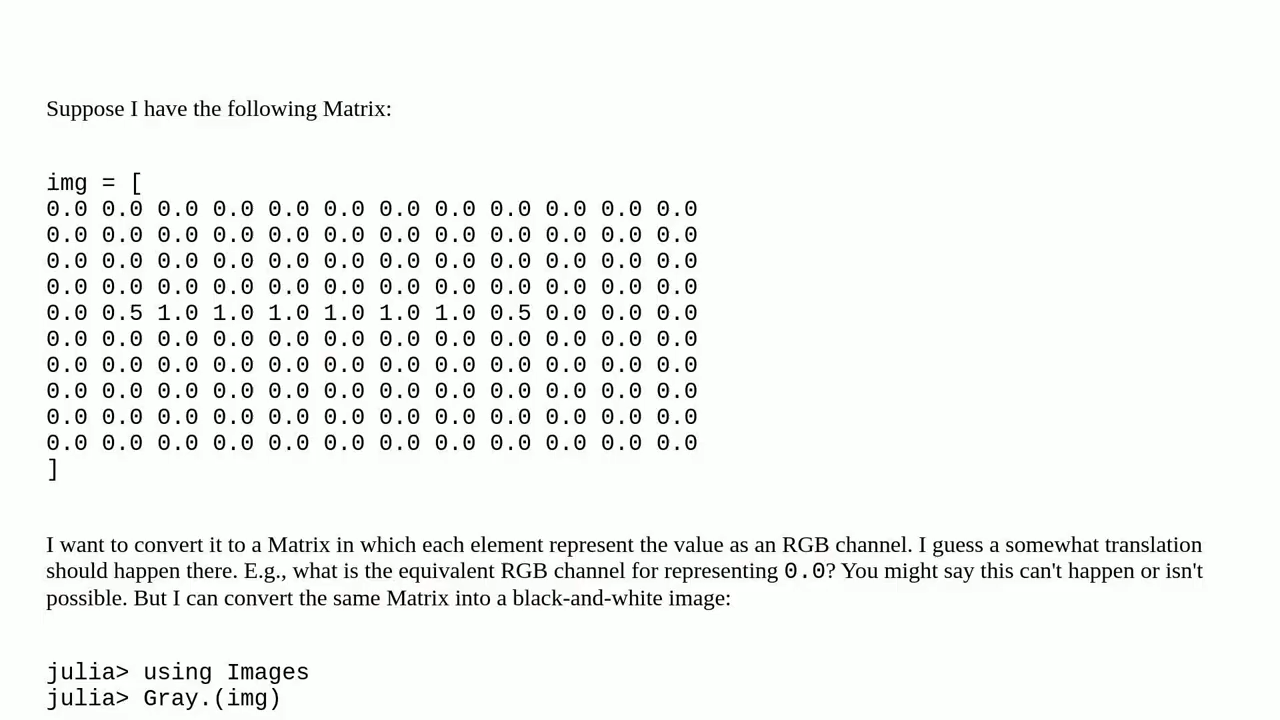 Suppose I have the following Matrix:
img = [
0.0 0.0 0.0 0.0 0.0 0.0 0.0 0.0 0.0 0.0 0.0 0.0
0.0 0.0 0.0 0.0 0.0 0.0 0.0 0.0 0.0 0.0 0.0 0.0
0.0 0.0 0.0 0.0 0.0 0.0 0.0 0.0 0.0 0.0 0.0 0.0
0.0 0.0 0.0 0.0 0.0 0.0 0.0 0.0 0.0 0.0 0.0 0.0
0.0 0.5 1.0 1.0 1.0 1.0 1.0 1.0 0.5 0.0 0.0 0.0
0.0 0.0 0.0 0.0 0.0 0.0 0.0 0.0 0.0 0.0 0.0 0.0
0.0 0.0 0.0 0.0 0.0 0.0 0.0 0.0 0.0 0.0 0.0 0.0
0.0 0.0 0.0 0.0 0.0 0.0 0.0 0.0 0.0 0.0 0.0 0.0
0.0 0.0 0.0 0.0 0.0 0.0 0.0 0.0 0.0 0.0 0.0 0.0
0.0 0.0 0.0 0.0 0.0 0.0 0.0 0.0 0.0 0.0 0.0 0.0
]
I want to convert it to a Matrix in which each element represent the value as an RGB channel. I guess a somewhat translation
should happen there. E.g., what is the equivalent RGB channel for representing 0.0? You might say this can't happen or isn't
possible. But I can convert the same Matrix into a black-and-white image:
julia> using Images
julia> Gray.(img)